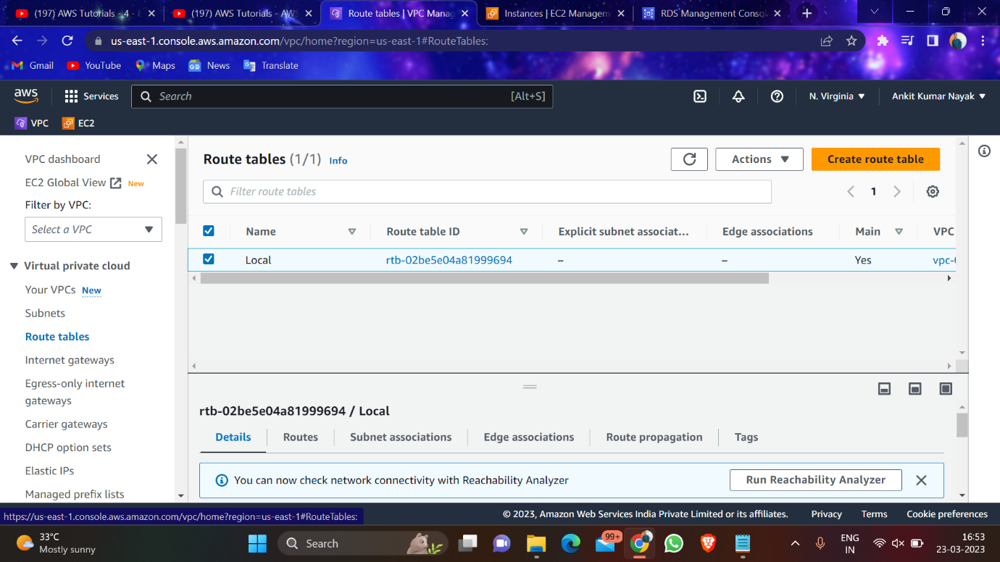 (197) AWS Tutorials - 4 -
(197) AWS Tutorials - AW
Route tables | VPC Manag
Instances | EC2 Managem
RDS Management Conso
us-east-1.console.aws.amazon.com/vpc/home?region=us-east-1#RouteTables:
Gmail YouTube Maps News Translate
aws Services Search [Alt+S] N. Virginia Ankit Kumar Nayak
VPC EC2
VPC dashboard
EC2 Global View New
Filter by VPC:
Select a VPC
Virtual private cloud
Your VPCs New
Subnets
Route tables
Internet gateways
Egress-only internet
gateways
Carrier gateways
DHCP option sets
Elastic IPs
Managed prefix lists
Route tables (1/1) Info Actions Create route table
Filter route tables 1
Name Route table ID Explicit subnet associat... Edge associations Main VPC
Local rtb-02be5e04a81999694 – – Yes vpc-
rtb-02be5e04a81999694 / Local
Details Routes Subnet associations Edge associations Route propagation Tags
You can now check network connectivity with Reachability Analyzer Run Reachability Analyzer
https://us-east-1.console.aws.amazon.com/vpc/home?region=us-east-1#RouteTables:
© 2023, Amazon Web Services India Private Limited or its affiliates. Privacy Terms Cookie preferences
33°C
Mostly sunny
Search
99+
ENG
IN
16:53
23-03-2023